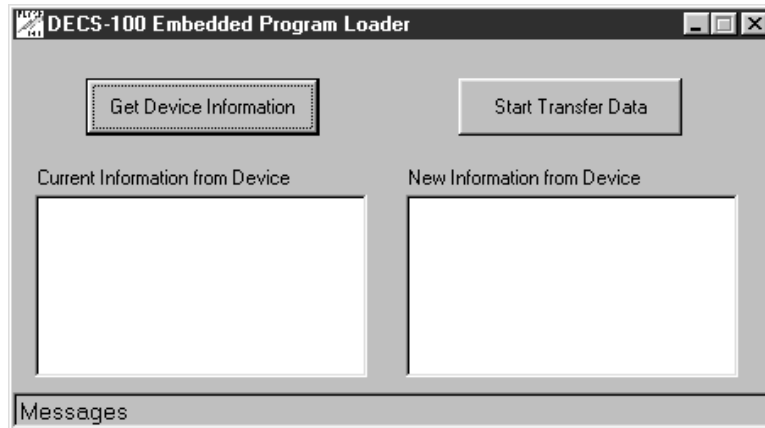 DECS-100 Embedded Program Loader
Get Device Information
Start Transfer Data
Current Information from Device
New Information from Device
Messages